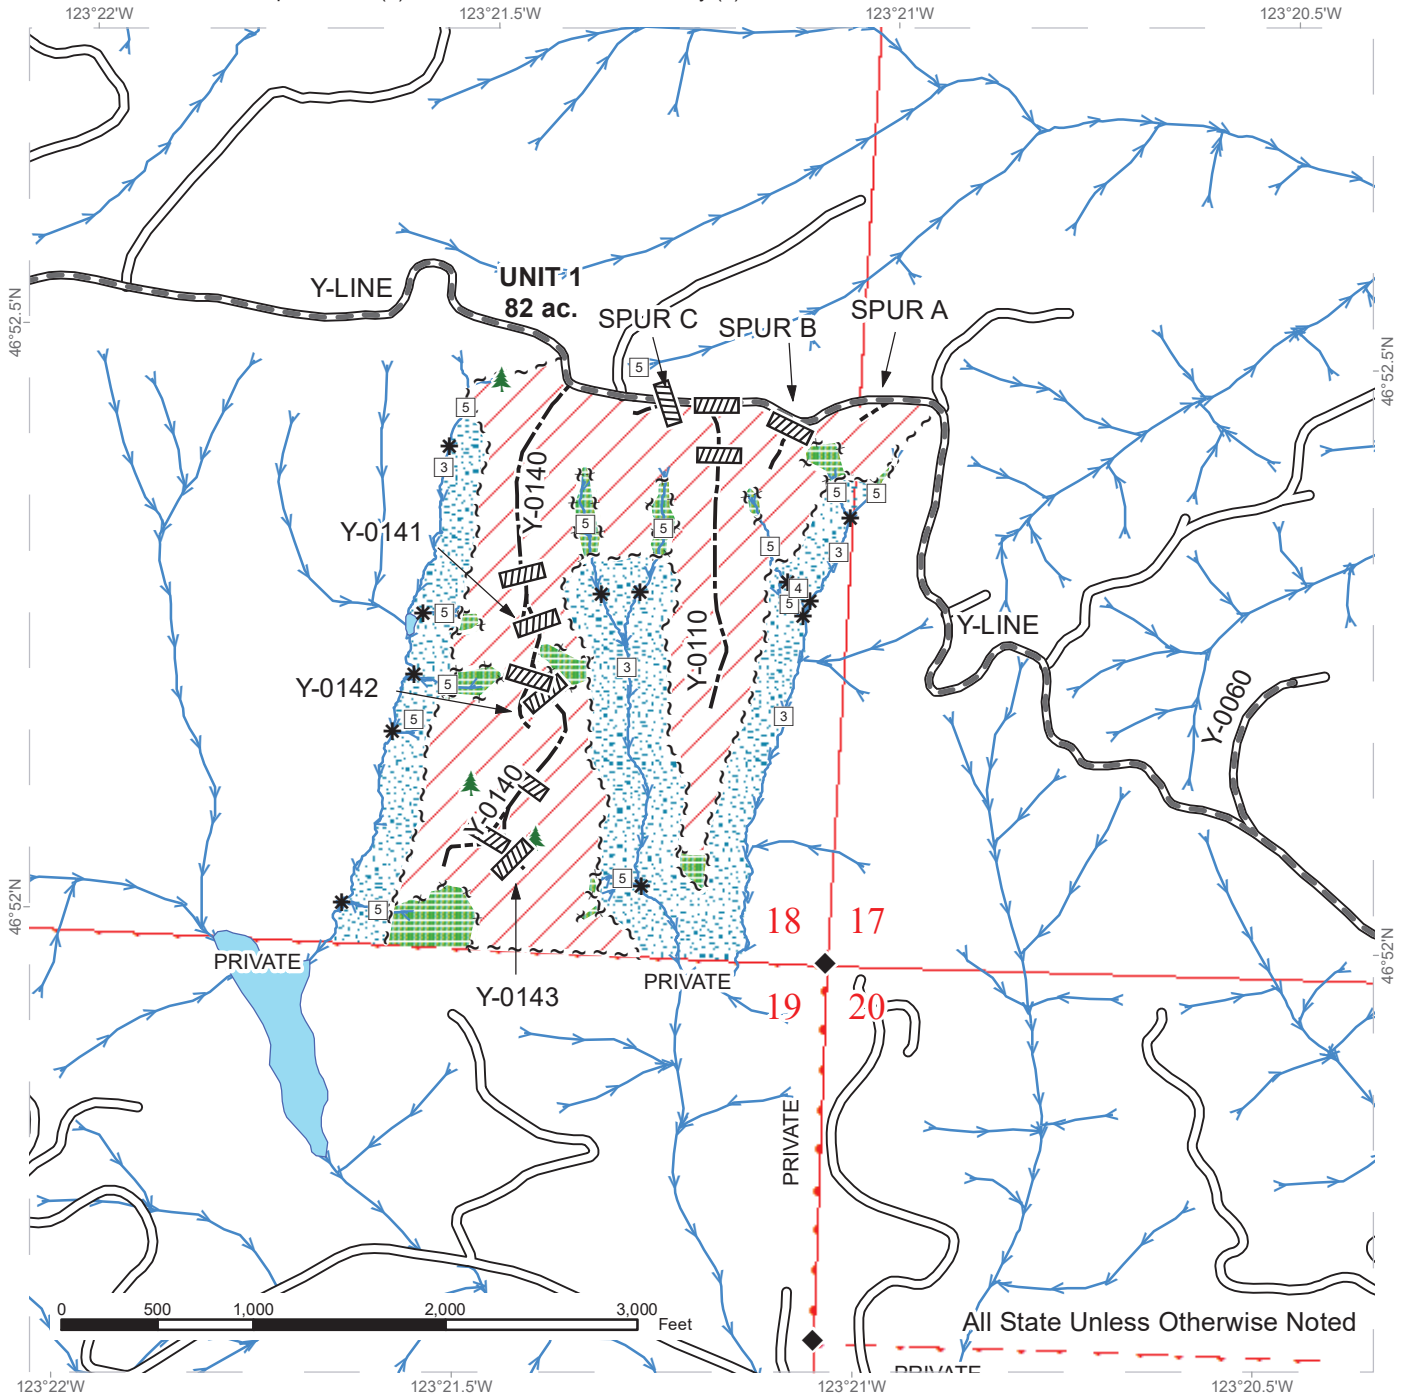 123°22'W
123°21.5'W
123°21'W
123°20.5'W
Y-LINE
UNIT 1
82 ac.
SPUR C
SPUR B
SPUR A
46°52.5'N
46°52.5'N
5
5
3
Y-0140
5
5
5
5
Y-0141
5
3
4
5
5
Y-LINE
Y-0110
3
5
Y-0142
5
3
Y-0060
Y-0140
5
5
46°52'N
46°52'N
18
17
PRIVATE
PRIVATE
Y-0143
19
20
PRIVATE
0
500
1,000
2,000
3,000
Feet
All State Unless Otherwise Noted
PRIVATE
123°22'W
123°21.5'W
123°21'W
123°20.5'W